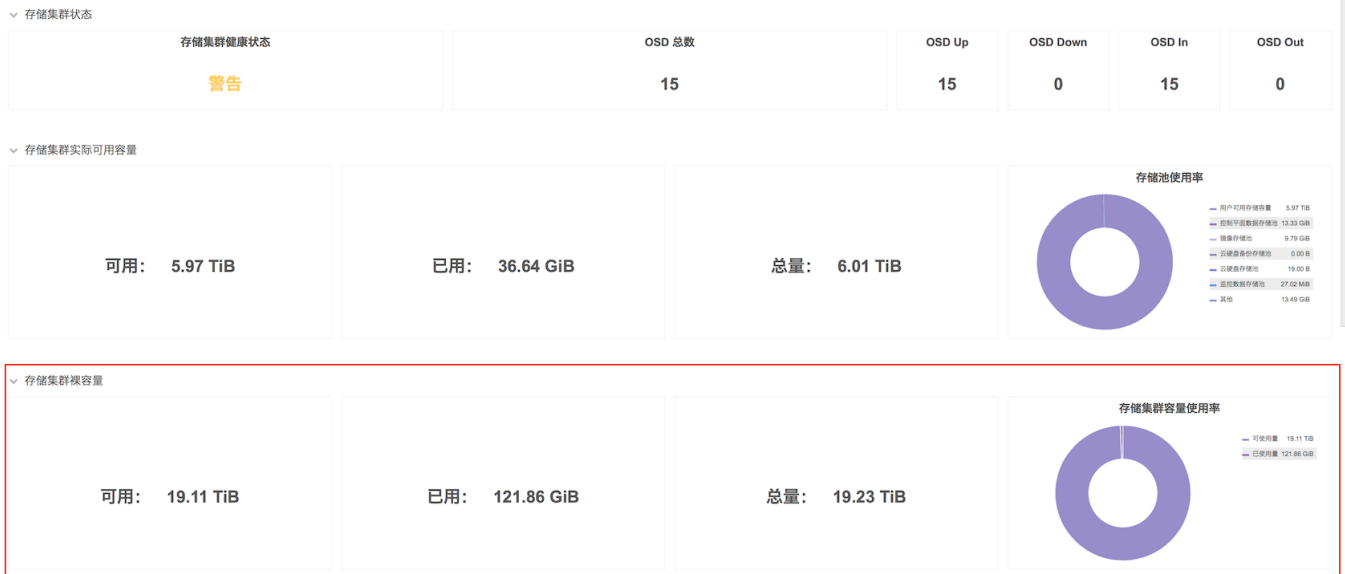 存储集群状态
存储集群健康状态
警告
OSD 总数
15
OSD Up
15
OSD Down
0
OSD In
15
OSD Out
0
存储集群实际可用容量
可用： 5.97 TiB
已用： 36.64 GiB
总量： 6.01 TiB
存储池使用率
用户可用存储容量 5.97 TiB
控制平面数据存储池 13.33 GiB
镜像存储池 9.79 GiB
云硬盘备份存储池 0.00 B
云硬盘存储池 19.00 B
监控数据存储池 27.02 MiB
其他 13.49 GiB
存储集群裸容量
可用： 19.11 TiB
已用： 121.86 GiB
总量： 19.23 TiB
存储集群容量使用率
可使用量 19.11 TiB
已使用量 121.86 GiB